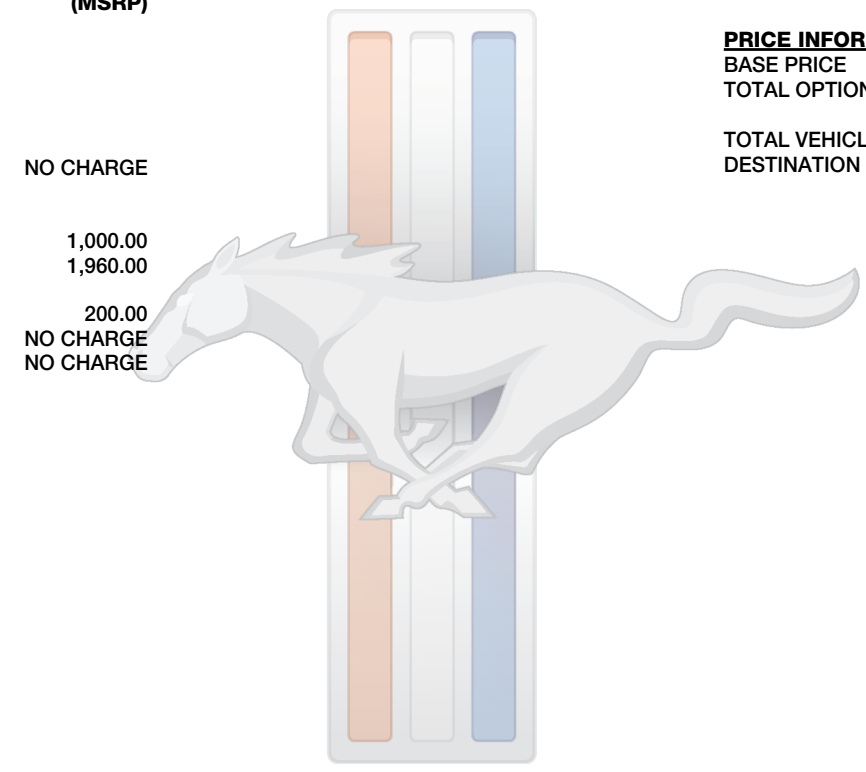 (MSRP)
NO CHARGE
1,000.00
1,960.00
200.00
NO CHARGE
NO CHARGE
PRICE INFOR
BASE PRICE
TOTAL OPTION
TOTAL VEHICL
DESTINATION